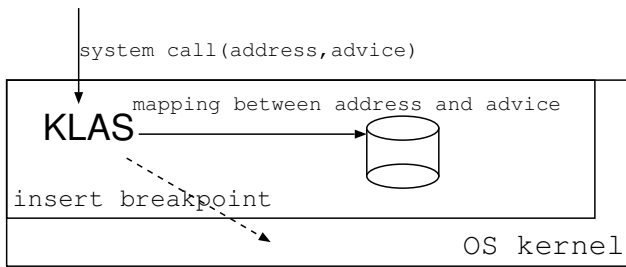 system call(address,advice)
mapping between address and advice
KLAS
insert breakpoint
OS kernel